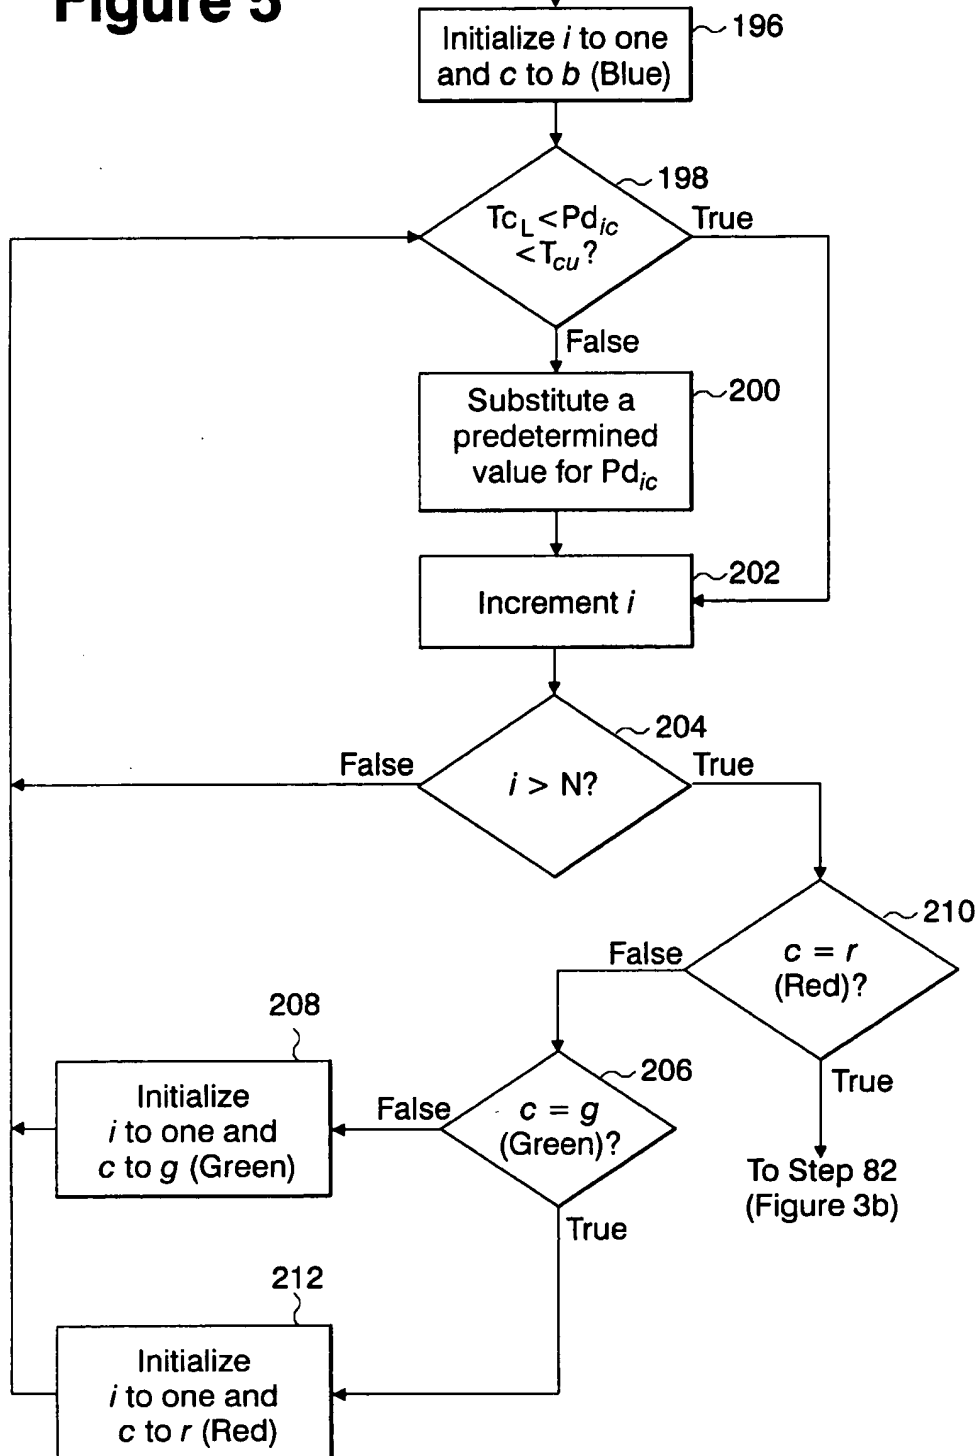 Figure 5
Initialize i to one
and c to b (Blue)
196
198
TcL <Pdic
<Tcu?
True
False
Substitute a
predetermined
value for Pdic
200
Increment i
202
204
i > N?
False
True
210
c = r
(Red)?
False
True
To Step 82
(Figure 3b)
206
c = g
(Green)?
False
True
208
Initialize
i to one and
c to g (Green)
212
Initialize
i to one and
c to r (Red)